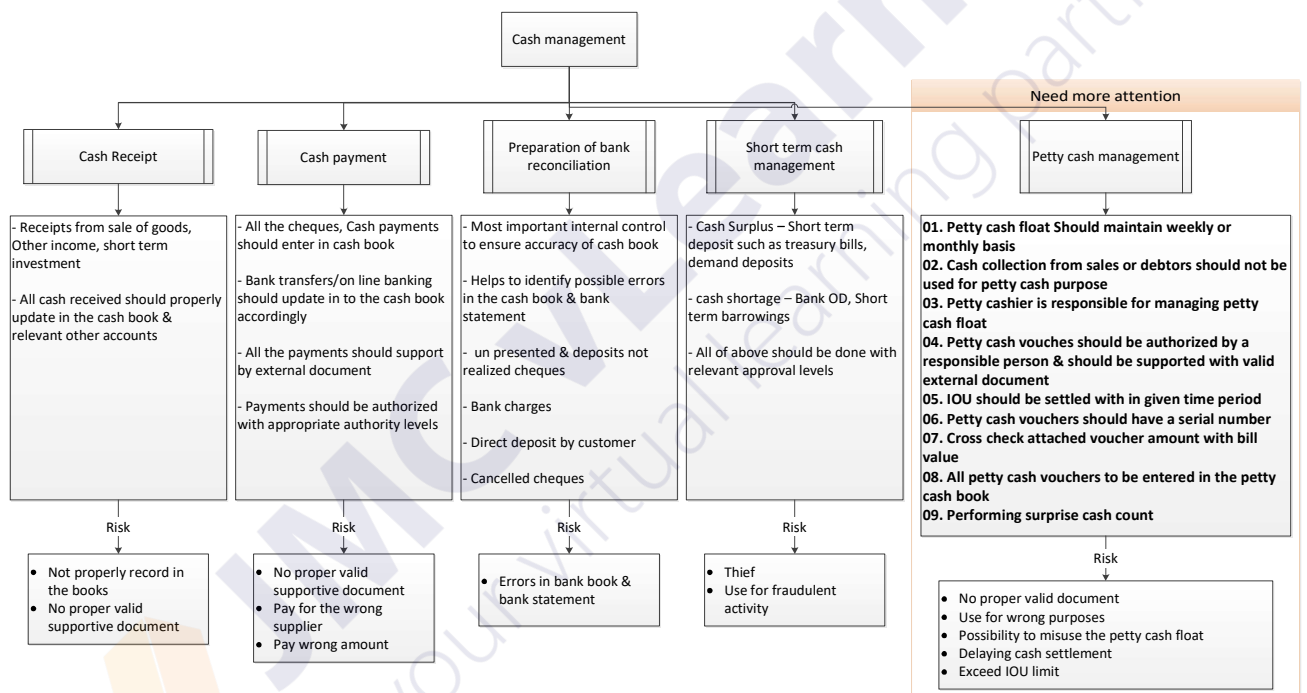 Cash management
Need more attention
Cash Receipt
Cash payment
Preparation of bank
reconciliation
Short term cash
management
Petty cash management
- Receipts from sale of goods,
Other income, short term
investment
- All cash received should properly
update in the cash book &
relevant other accounts
- All the cheques, Cash payments
should enter in cash book
- Bank transfers/on line banking
should update in to the cash book
accordingly
- All the payments should support
by external document
- Payments should be authorized
with appropriate authority levels
- Most important internal control
to ensure accuracy of cash book
- Helps to identify possible errors
in the cash book & bank
statement
- un presented & deposits not
realized cheques
- Bank charges
- Direct deposit by customer
- Cancelled cheques
- Cash Surplus – Short term
deposit such as treasury bills,
demand deposits
- cash shortage – Bank OD, Short
term barrowings
- All of above should be done with
relevant approval levels
01. Petty cash float Should maintain weekly or
monthly basis
02. Cash collection from sales or debtors should not be
used for petty cash purpose
03. Petty cashier is responsible for managing petty
cash float
04. Petty cash vouches should be authorized by a
responsible person & should be supported with valid
external document
05. IOU should be settled with in given time period
06. Petty cash vouchers should have a serial number
07. Cross check attached voucher amount with bill
value
08. All petty cash vouchers to be entered in the petty
cash book
09. Performing surprise cash count
Risk
Risk
Risk
Risk
Risk
• Not properly record in
the books
• No proper valid
supportive document
• No proper valid
supportive document
• Pay for the wrong
supplier
• Pay wrong amount
• Errors in bank book &
bank statement
• Thief
• Use for fraudulent
activity
• No proper valid document
• Use for wrong purposes
• Possibility to misuse the petty cash float
• Delaying cash settlement
• Exceed IOU limit
JMC vLearn
your virtual learning part